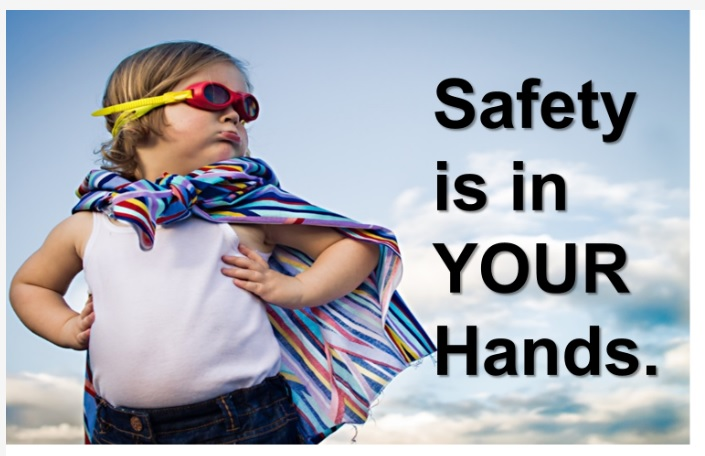 Safety
is in
YOUR
Hands.